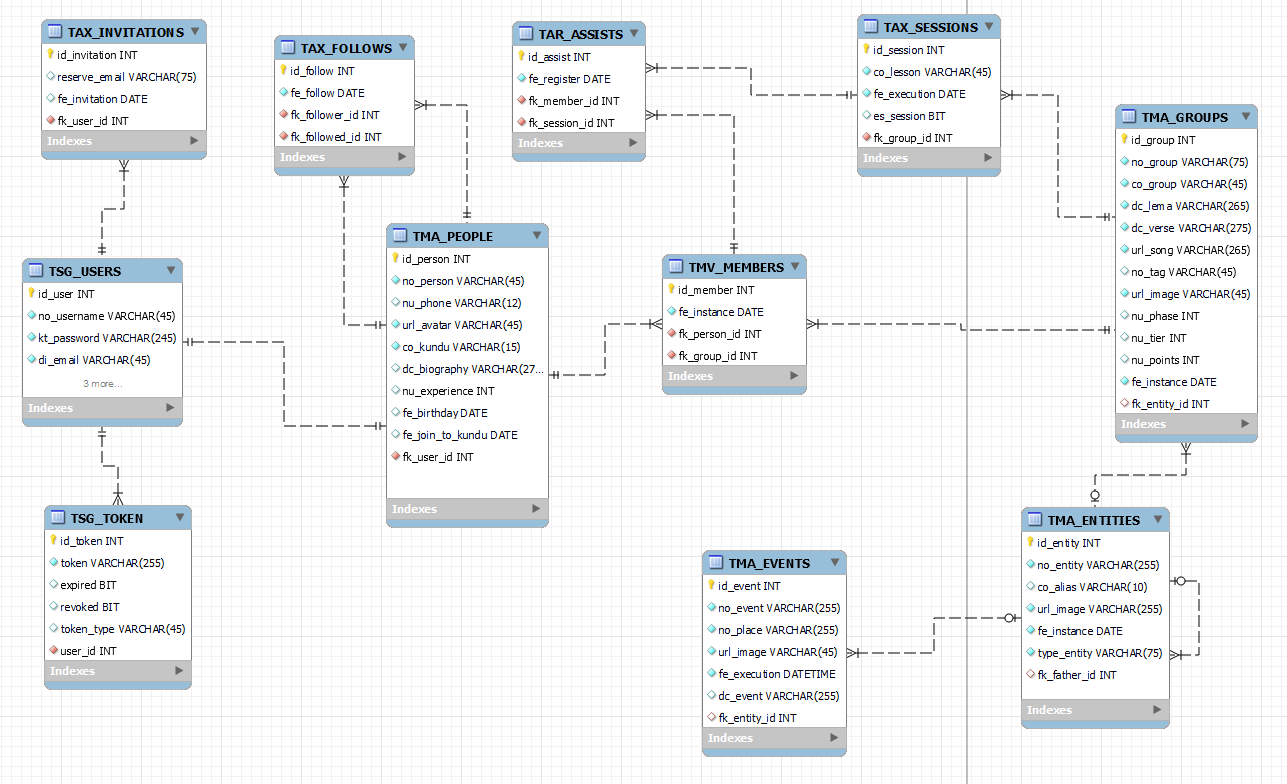 TAX_INVITATIONS
id_invitation INT
reserve_email VARCHAR(75)
fe_invitation DATE
fk_user_id INT
Indexes
TAX_FOLLOWS
id_follow INT
fe_follow DATE
fk_follower_id INT
fk_followed_id INT
Indexes
TAR_ASSISTS
id_assist INT
fe_register DATE
fk_member_id INT
fk_session_id INT
Indexes
TAX_SESSIONS
id_session INT
co_lesson VARCHAR(45)
fe_execution DATE
es_session BIT
fk_group_id INT
Indexes
TMA_GROUPS
id_group INT
no_group VARCHAR(75)
co_group VARCHAR(45)
dc_lema VARCHAR(265)
dc_verse VARCHAR(275)
url_song VARCHAR(265)
no_tag VARCHAR(45)
url_image VARCHAR(45)
nu_phase INT
nu_tier INT
nu_points INT
fe_instance DATE
fk_entity_id INT
Indexes
TSG_USERS
id_user INT
no_username VARCHAR(45)
kt_password VARCHAR(245)
di_email VARCHAR(45)
3 more...
Indexes
TMA_PEOPLE
id_person INT
no_person VARCHAR(45)
nu_phone VARCHAR(12)
url_avatar VARCHAR(45)
co_kundu VARCHAR(15)
dc_biography VARCHAR(27...
nu_experience INT
fe_birthday DATE
fe_join_to_kundu DATE
fk_user_id INT
Indexes
TMV_MEMBERS
id_member INT
fe_instance DATE
fk_person_id INT
fk_group_id INT
Indexes
TSG_TOKEN
id_token INT
token VARCHAR(255)
expired BIT
revoked BIT
token_type VARCHAR(45)
user_id INT
Indexes
TMA_EVENTS
id_event INT
no_event VARCHAR(255)
no_place VARCHAR(255)
url_image VARCHAR(45)
fe_execution DATETIME
dc_event VARCHAR(255)
fk_entity_id INT
Indexes
TMA_ENTITIES
id_entity INT
no_entity VARCHAR(255)
co_alias VARCHAR(10)
url_image VARCHAR(255)
fe_instance DATE
type_entity VARCHAR(75)
fk_father_id INT
Indexes